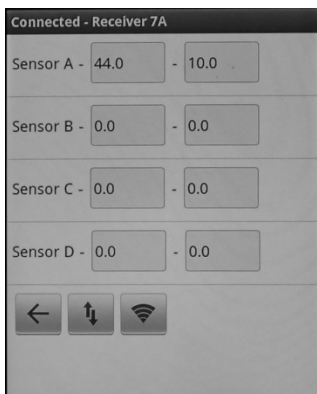 Connected - Receiver 7A
Sensor A - 44.0 - 10.0
Sensor B - 0.0 - 0.0
Sensor C - 0.0 - 0.0
Sensor D - 0.0 - 0.0